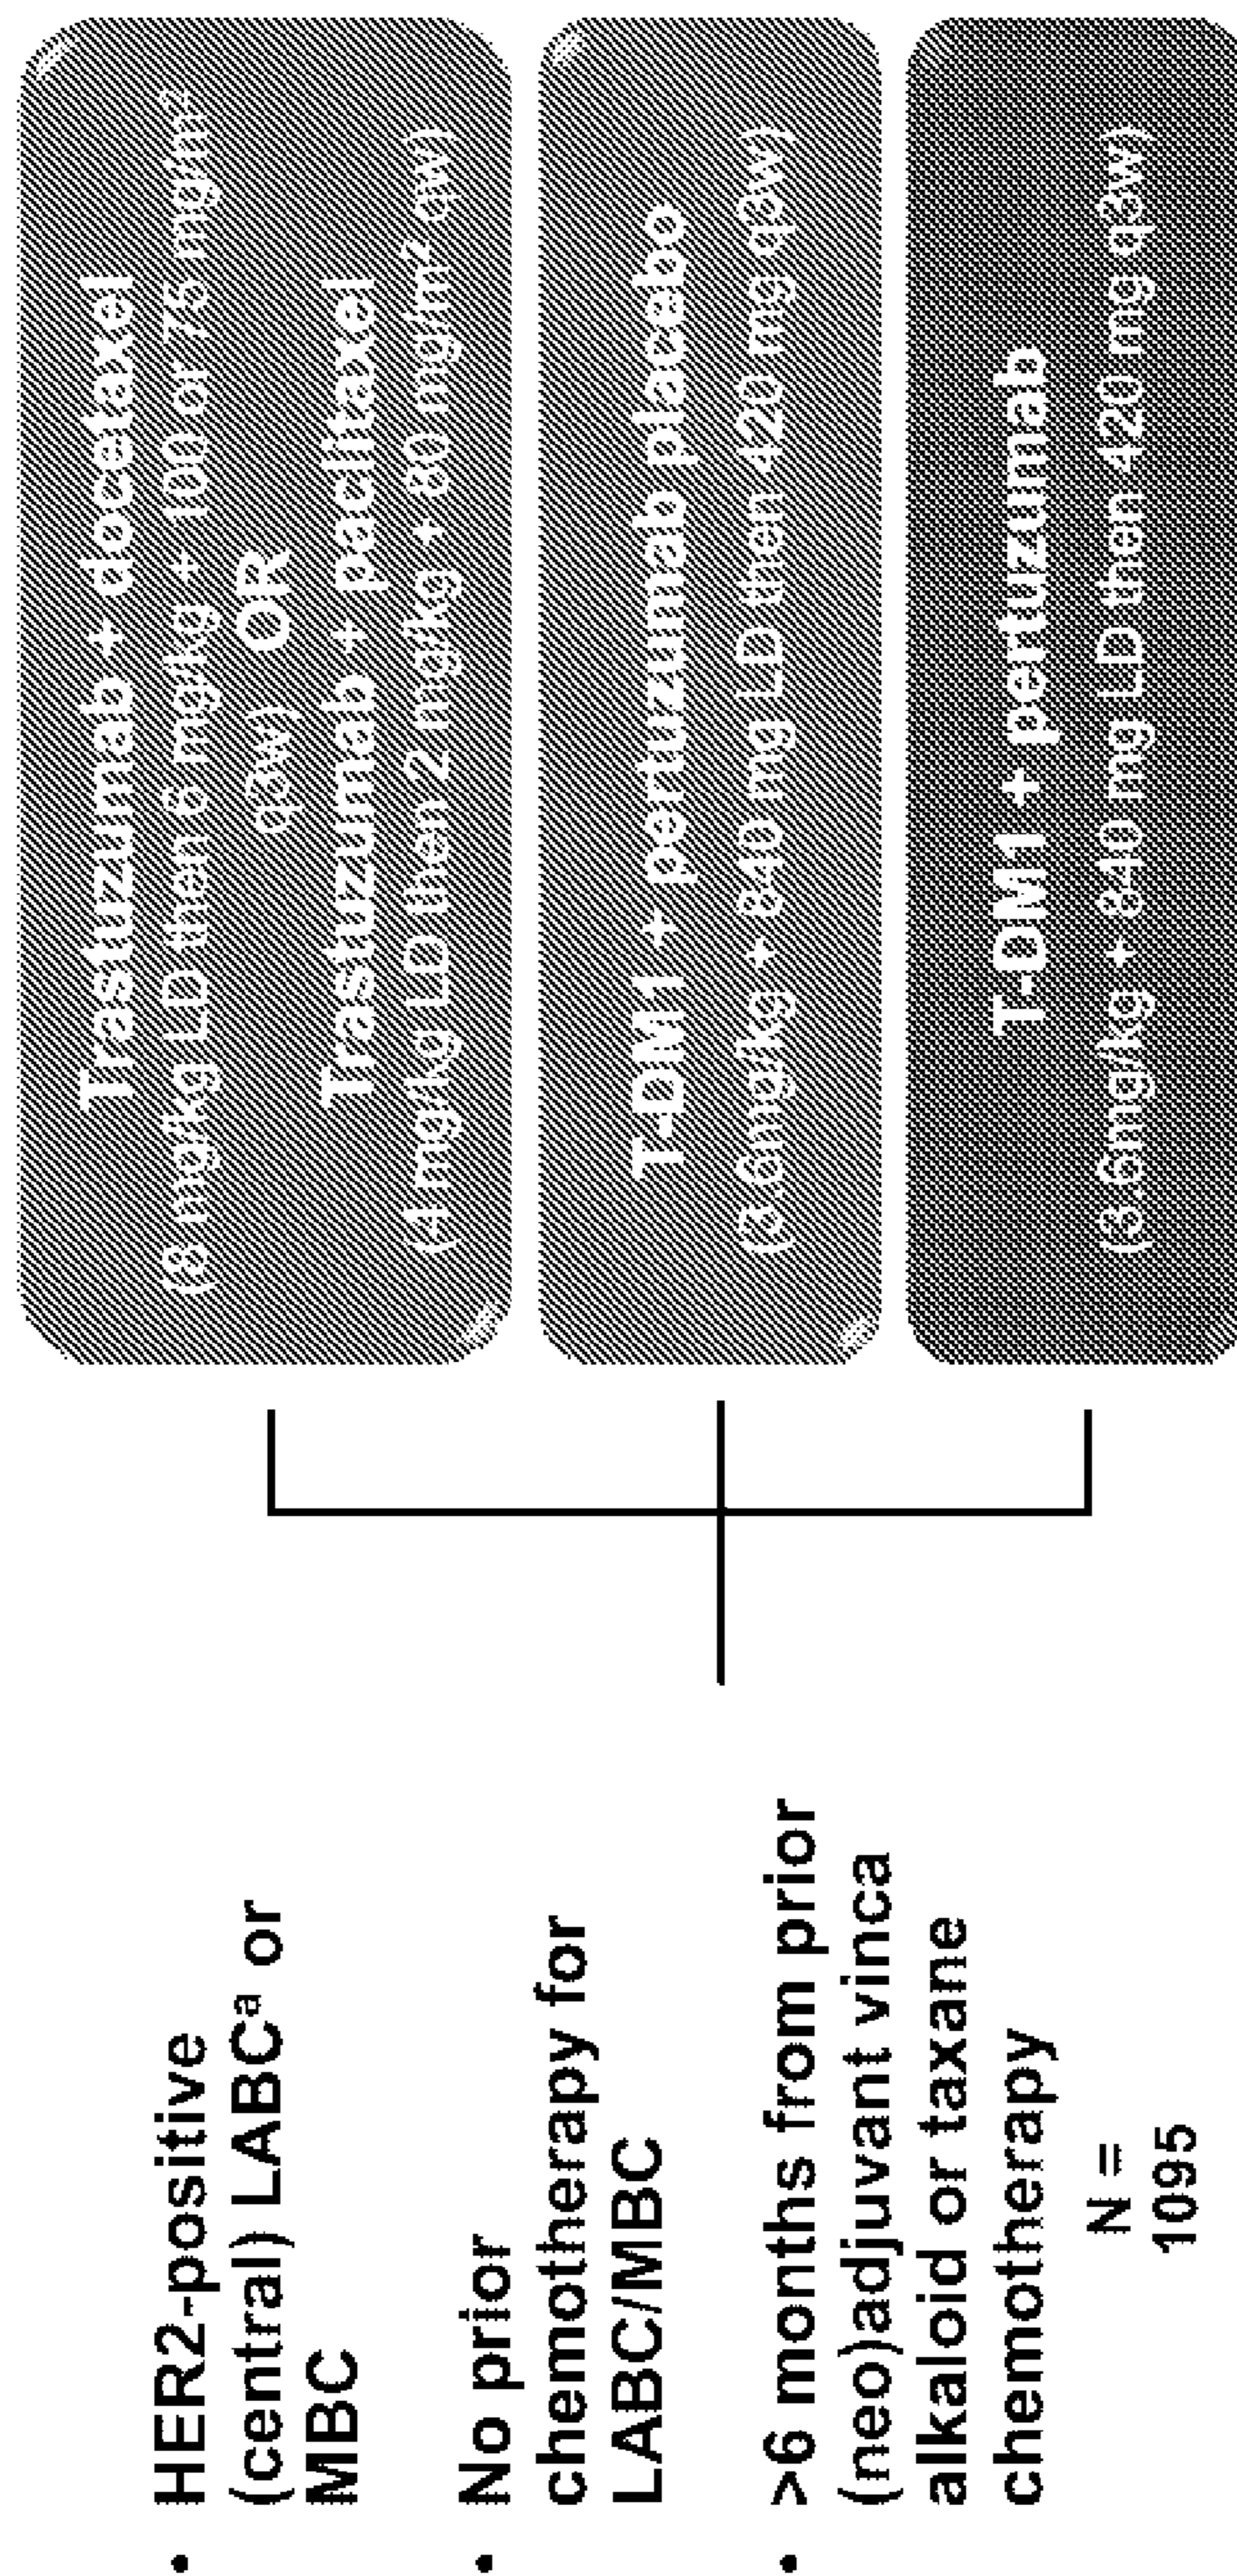 • HER2-positive
(central) LABCᵃ or
MBC
• No prior
chemotherapy for
LABC/MBC
• >6 months from prior
(neo)adjuvant vinca
alkaloid or taxane
chemotherapy
N =
1095
Trastuzumab + docetaxel
(8 mg/kg LD then 6 mg/kg + 100 or 75 mg/m²
q3w) OR
Trastuzumab + paclitaxel
(4 mg/kg LD then 2 mg/kg + 80 mg/m² qw)
T-DM1 + pertuzumab placebo
(3.6mg/kg + 840 mg LD then 420 mg q3w)
T-DM1 + pertuzumab
(3.6mg/kg + 840 mg LD then 420 mg q3w)